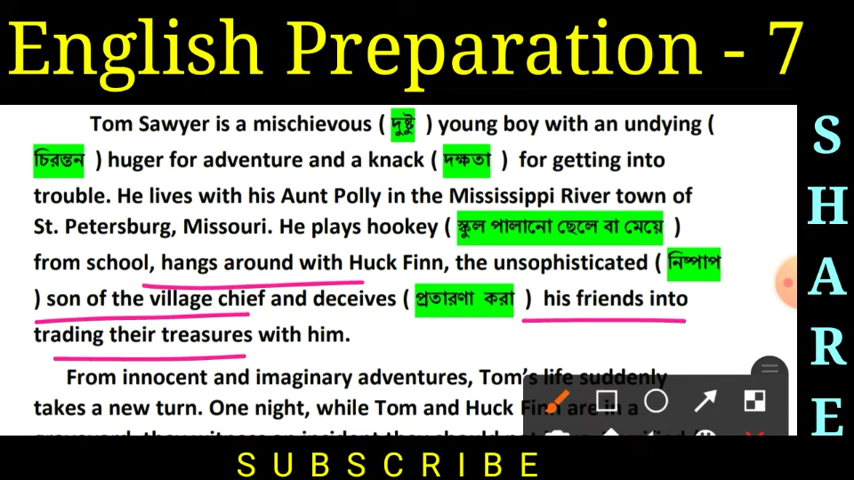 English Preparation - 7
Tom Sawyer is a mischievous ( দুষ্টু ) young boy with an undying (
চিরন্তন ) huger for adventure and a knack ( দক্ষতা ) for getting into
trouble. He lives with his Aunt Polly in the Mississippi River town of
St. Petersburg, Missouri. He plays hookey ( স্কুল পালানো ছেলে বা মেয়ে )
from school, hangs around with Huck Finn, the unsophisticated ( নিষ্পাপ
) son of the village chief and deceives ( প্রতারণা করা ) his friends into
trading their treasures with him.
From innocent and imaginary adventures, Tom's life suddenly
takes a new turn. One night, while Tom and Huck Finn are in a
SHARE
SUBSCRIBE